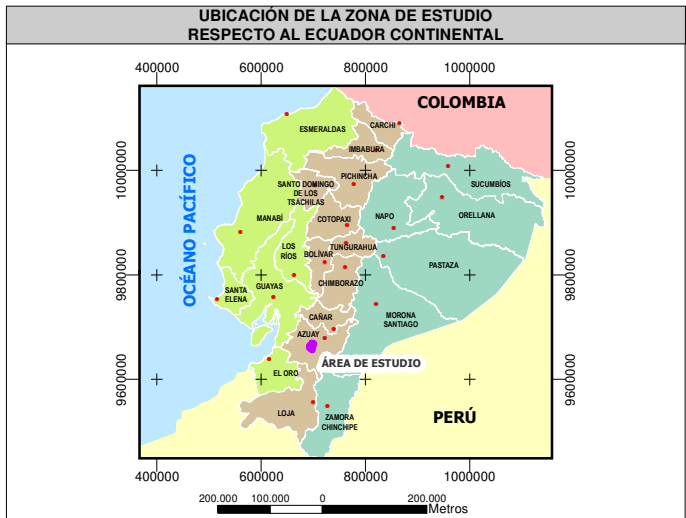 UBICACIÓN DE LA ZONA DE ESTUDIO
RESPECTO AL ECUADOR CONTINENTAL
400000 600000 800000 1000000
COLOMBIA
CARCHI
ESMERALDAS
IMBABURA
10000000
10000000
PICHINCHA
SANTO DOMINGO
DE LOS
TSÁCHILAS
SUCUMBÍOS
OCÉANO PACÍFICO
MANABÍ
COTOPAXI
NAPO
ORELLANA
LOS
RÍOS
BOLÍVAR
TUNGURAHUA
PASTAZA
9800000
9800000
SANTA
ELENA
GUAYAS
CHIMBORAZO
CAÑAR
MORONA
SANTIAGO
AZUAY
ÁREA DE ESTUDIO
EL ORO
9600000
9600000
LOJA
ZAMORA
CHINCHIPE
PERÚ
400000 600000 800000 1000000
200.000 100.000 0 200.000
Metros